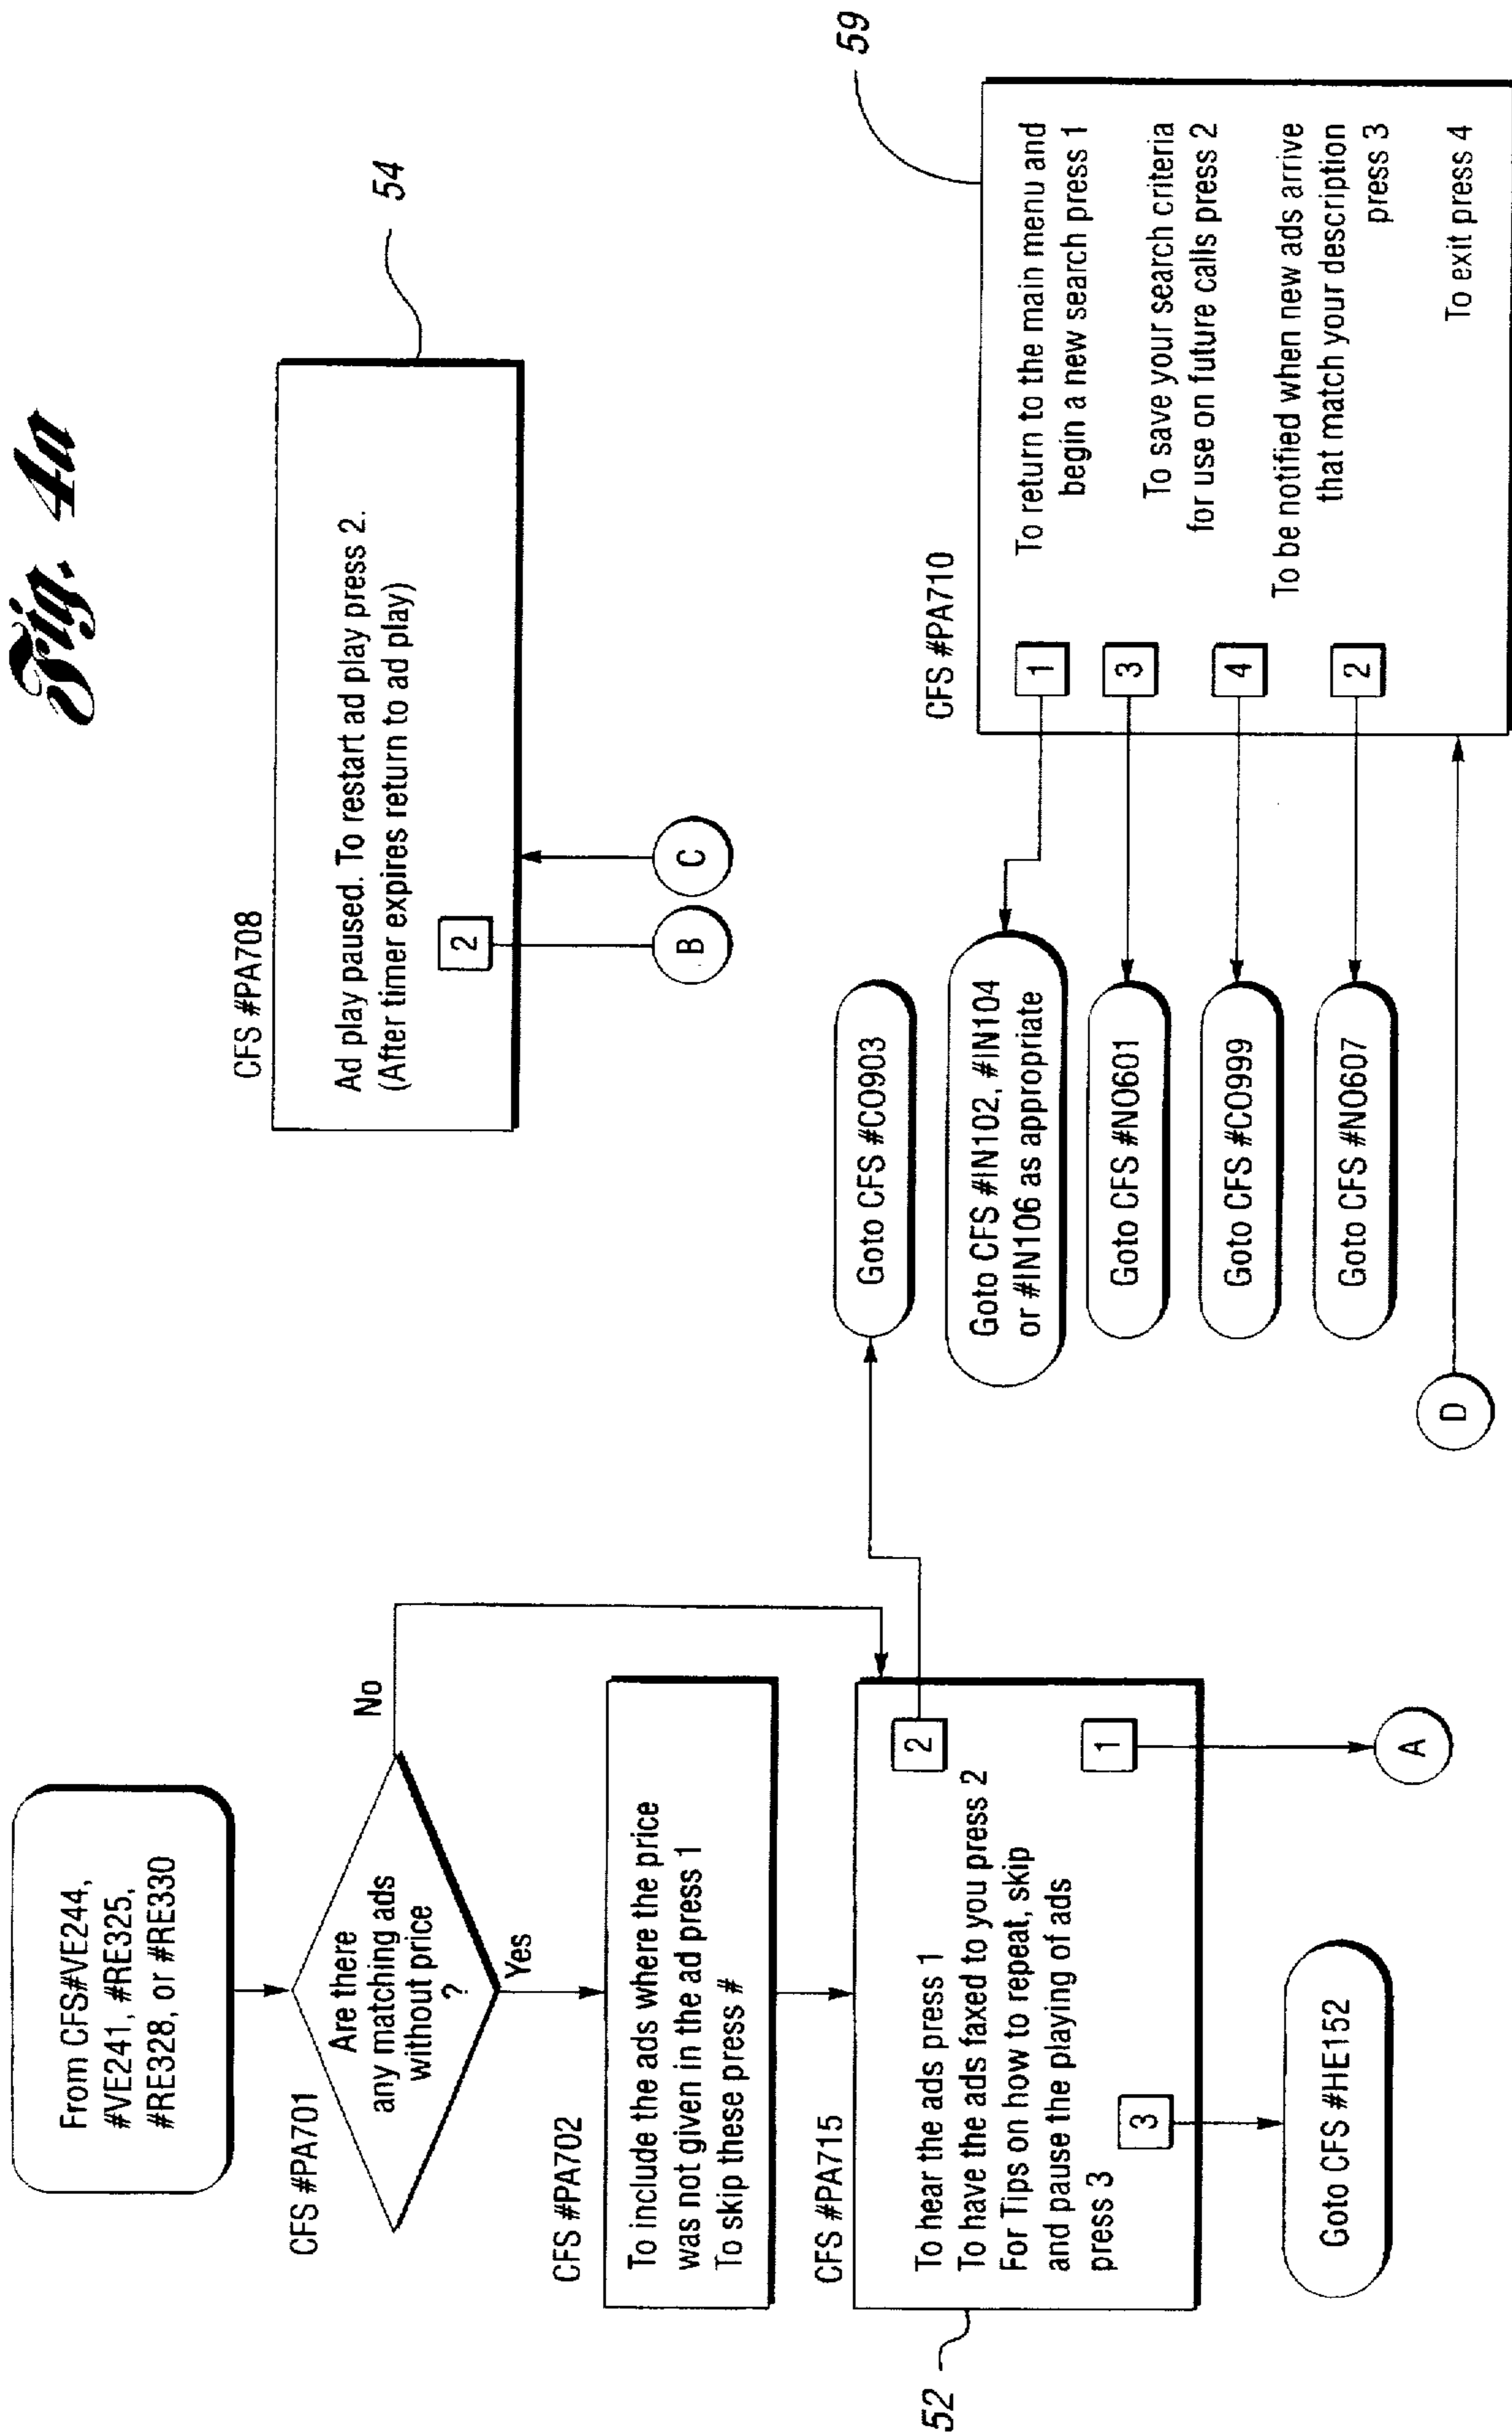 Fig. 4a
From CFS#VE244,
#VE241, #RE325,
#RE328, or #RE330
CFS #PA701
Are there
any matching ads
without price
?
No
Yes
CFS #PA702
To include the ads where the price
was not given in the ad press 1
To skip these press #
CFS #PA715
To hear the ads press 1
To have the ads faxed to you press 2
For Tips on how to repeat, skip
and pause the playing of ads
press 3
2
1
3
52
A
Goto CFS #HE152
CFS #PA708
Ad play paused. To restart ad play press 2.
(After timer expires return to ad play)
2
54
B
C
Goto CFS #CO903
Goto CFS #IN102, #IN104
or #IN106 as appropriate
Goto CFS #NO601
Goto CFS #CO999
Goto CFS #NO607
D
CFS #PA710
1
3
4
2
To return to the main menu and
begin a new search press 1
To save your search criteria
for use on future calls press 2
To be notified when new ads arrive
that match your description
press 3
To exit press 4
59